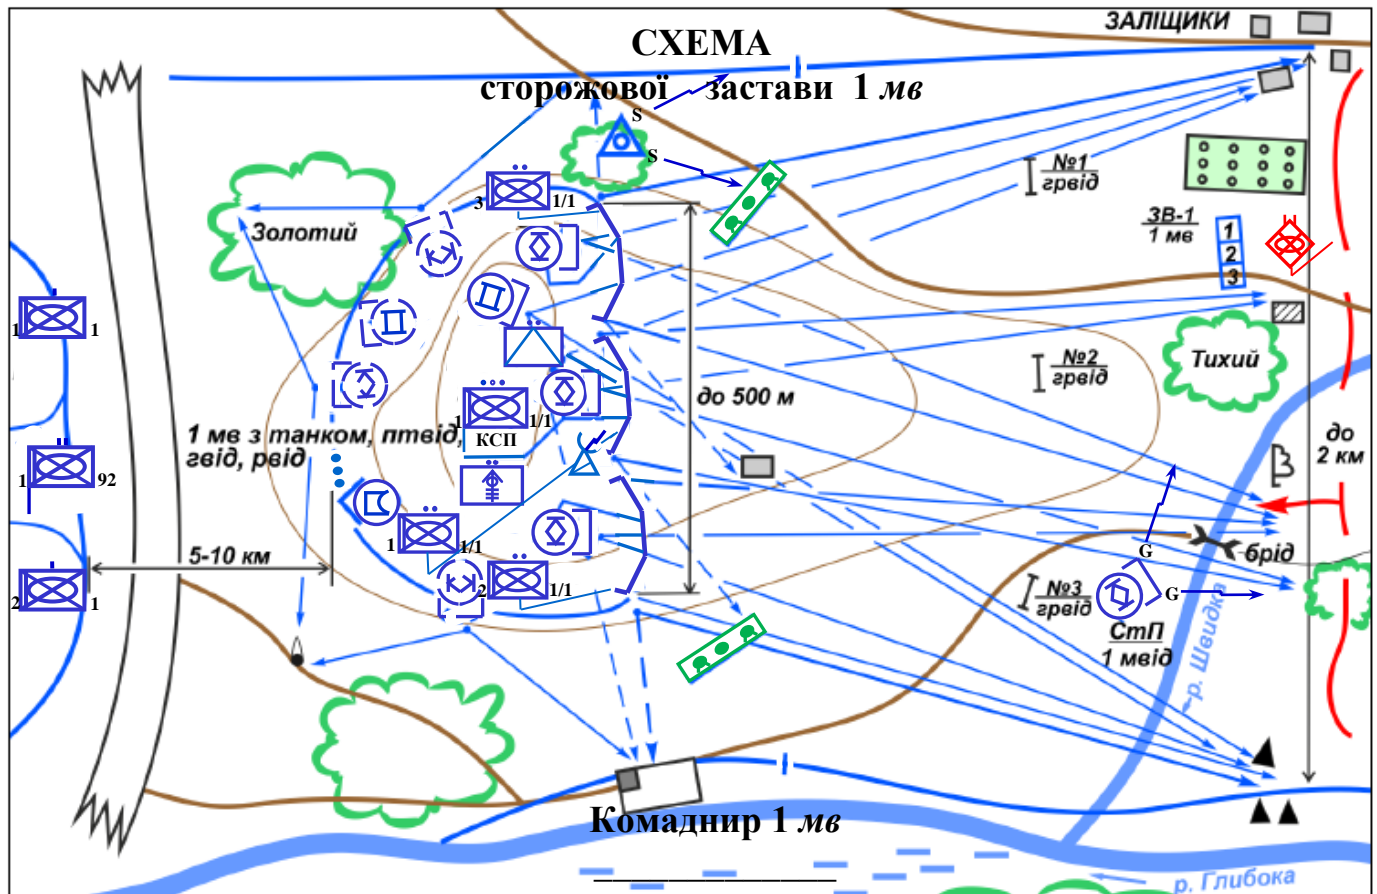 ЗАЛІЩИКИ
СХЕМА
сторожової застави 1 мв
S
S
№1
грвід
3
1/1
ЗВ-1
1 мв
1
2
3
Золотий
1
1
№2
грвід
Тихий
до 500 м
1
1/1
КСП
1 мв з танком, птвід,
гвід, рвід
до
2 км
1
92
1
1/1
5-10 км
G
брід
2
1
2
1/1
№3
грвід
G
СтП
1 мвід
р. Швидка
Комаднир 1 мв
р. Глибока